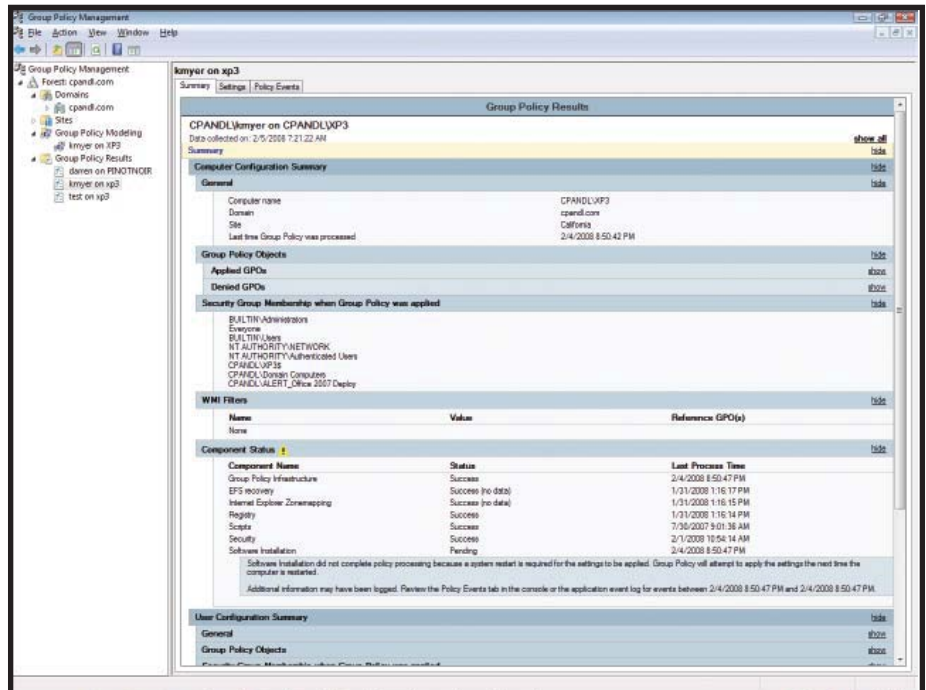 Group Policy Management
File Action View Window Help
Group Policy Management
Forest: cpandl.com
Domains
cpandl.com
Sites
Group Policy Modeling
kmyer on XP3
Group Policy Results
darren on PINOTNOIR
kmyer on xp3
test on xp3
kmyer on xp3
Summary Settings Policy Events
Group Policy Results
CPANDL\kmyer on CPANDL\XP3
Data collected on: 2/5/2008 7:21:22 AM show all
Summary hide
Computer Configuration Summary hide
General hide
Computer name CPANDL\XP3
Domain cpandl.com
Site California
Last time Group Policy was processed 2/4/2008 8:50:42 PM
Group Policy Objects hide
Applied GPOs show
Denied GPOs show
Security Group Membership when Group Policy was applied hide
BUILTIN\Administrators
Everyone
BUILTIN\Users
NT AUTHORITY\NETWORK
NT AUTHORITY\Authenticated Users
CPANDL\XP3$
CPANDL\Domain Computers
CPANDL\ALERT_Office 2007 Deploy
WMI Filters hide
Name Value Reference GPO(s)
None
Component Status hide
Component Name Status Last Process Time
Group Policy Infrastructure Success 2/4/2008 8:50:47 PM
EFS recovery Success (no data) 1/31/2008 1:16:17 PM
Internet Explorer Zonemapping Success (no data) 1/31/2008 1:16:15 PM
Registry Success 1/31/2008 1:16:14 PM
Scripts Success 7/30/2007 9:01:36 AM
Security Success 2/1/2008 10:54:14 AM
Software Installation Pending 2/4/2008 8:50:47 PM
Software Installation did not complete policy processing because a system restart is required for the settings to be applied. Group Policy will attempt to apply the settings the next time the
computer is restarted.
Additional information may have been logged. Review the Policy Events tab in the console or the application event log for events between 2/4/2008 8:50:47 PM and 2/4/2008 8:50:47 PM.
User Configuration Summary hide
General show
Group Policy Objects show
Security Group Membership when Group Policy was applied show